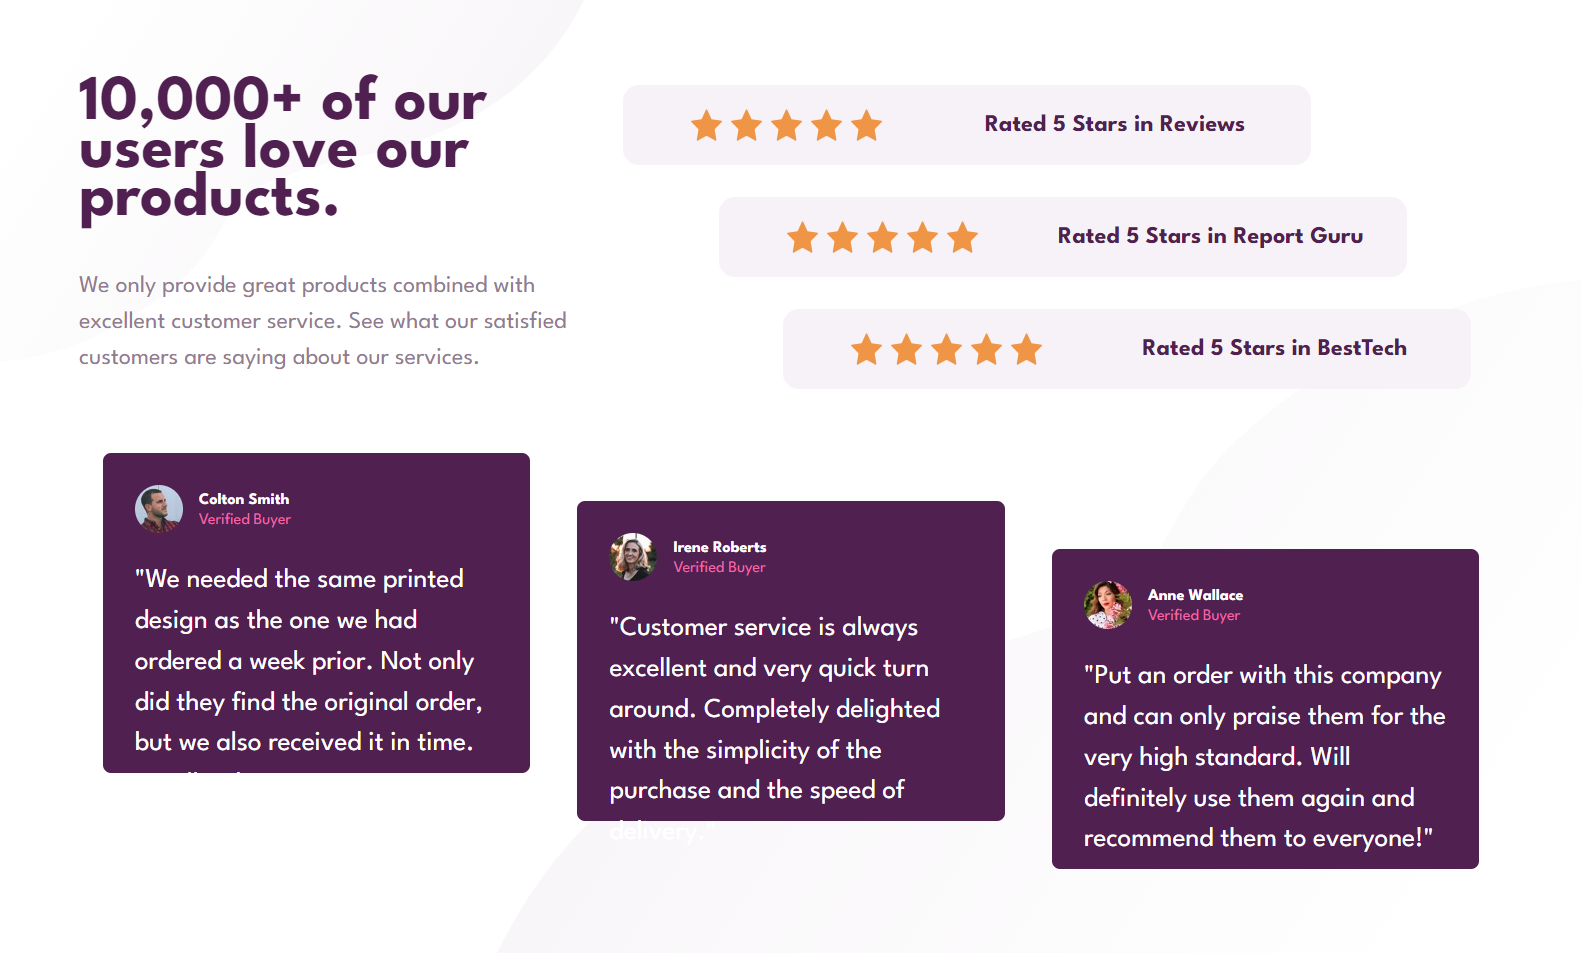 10,000+ of our
users love our
products.
We only provide great products combined with
excellent customer service. See what our satisfied
customers are saying about our services.
Rated 5 Stars in Reviews
Rated 5 Stars in Report Guru
Rated 5 Stars in BestTech
Colton Smith
Verified Buyer
"We needed the same printed
design as the one we had
ordered a week prior. Not only
did they find the original order,
but we also received it in time.
Irene Roberts
Verified Buyer
"Customer service is always
excellent and very quick turn
around. Completely delighted
with the simplicity of the
purchase and the speed of
delivery."
Anne Wallace
Verified Buyer
"Put an order with this company
and can only praise them for the
very high standard. Will
definitely use them again and
recommend them to everyone!"